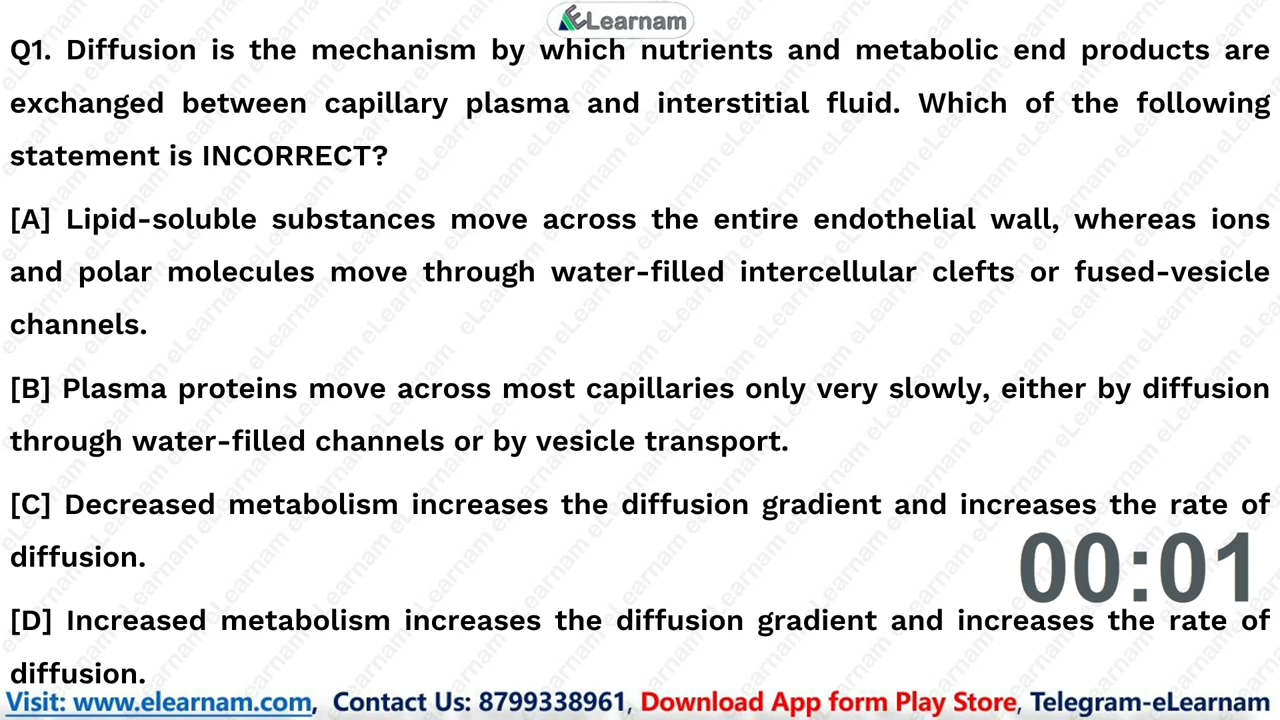 eLearnam
Q1. Diffusion is the mechanism by which nutrients and metabolic end products are
exchanged between capillary plasma and interstitial fluid. Which of the following
statement is INCORRECT?
[A] Lipid-soluble substances move across the entire endothelial wall, whereas ions
and polar molecules move through water-filled intercellular clefts or fused-vesicle
channels.
[B] Plasma proteins move across most capillaries only very slowly, either by diffusion
through water-filled channels or by vesicle transport.
[C] Decreased metabolism increases the diffusion gradient and increases the rate of
diffusion.
00:01
[D] Increased metabolism increases the diffusion gradient and increases the rate of
diffusion.
Visit: www.elearnam.com, Contact Us: 8799338961, Download App form Play Store, Telegram-eLearnam